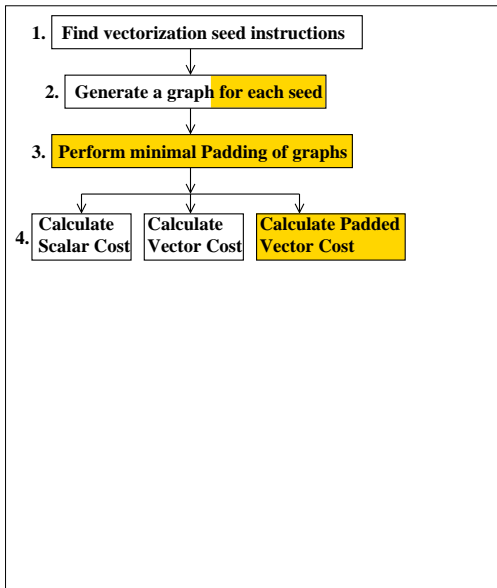 1. Find vectorization seed instructions
2. Generate a graph for each seed
3. Perform minimal Padding of graphs
4. Calculate Scalar Cost
Calculate Vector Cost
Calculate Padded Vector Cost